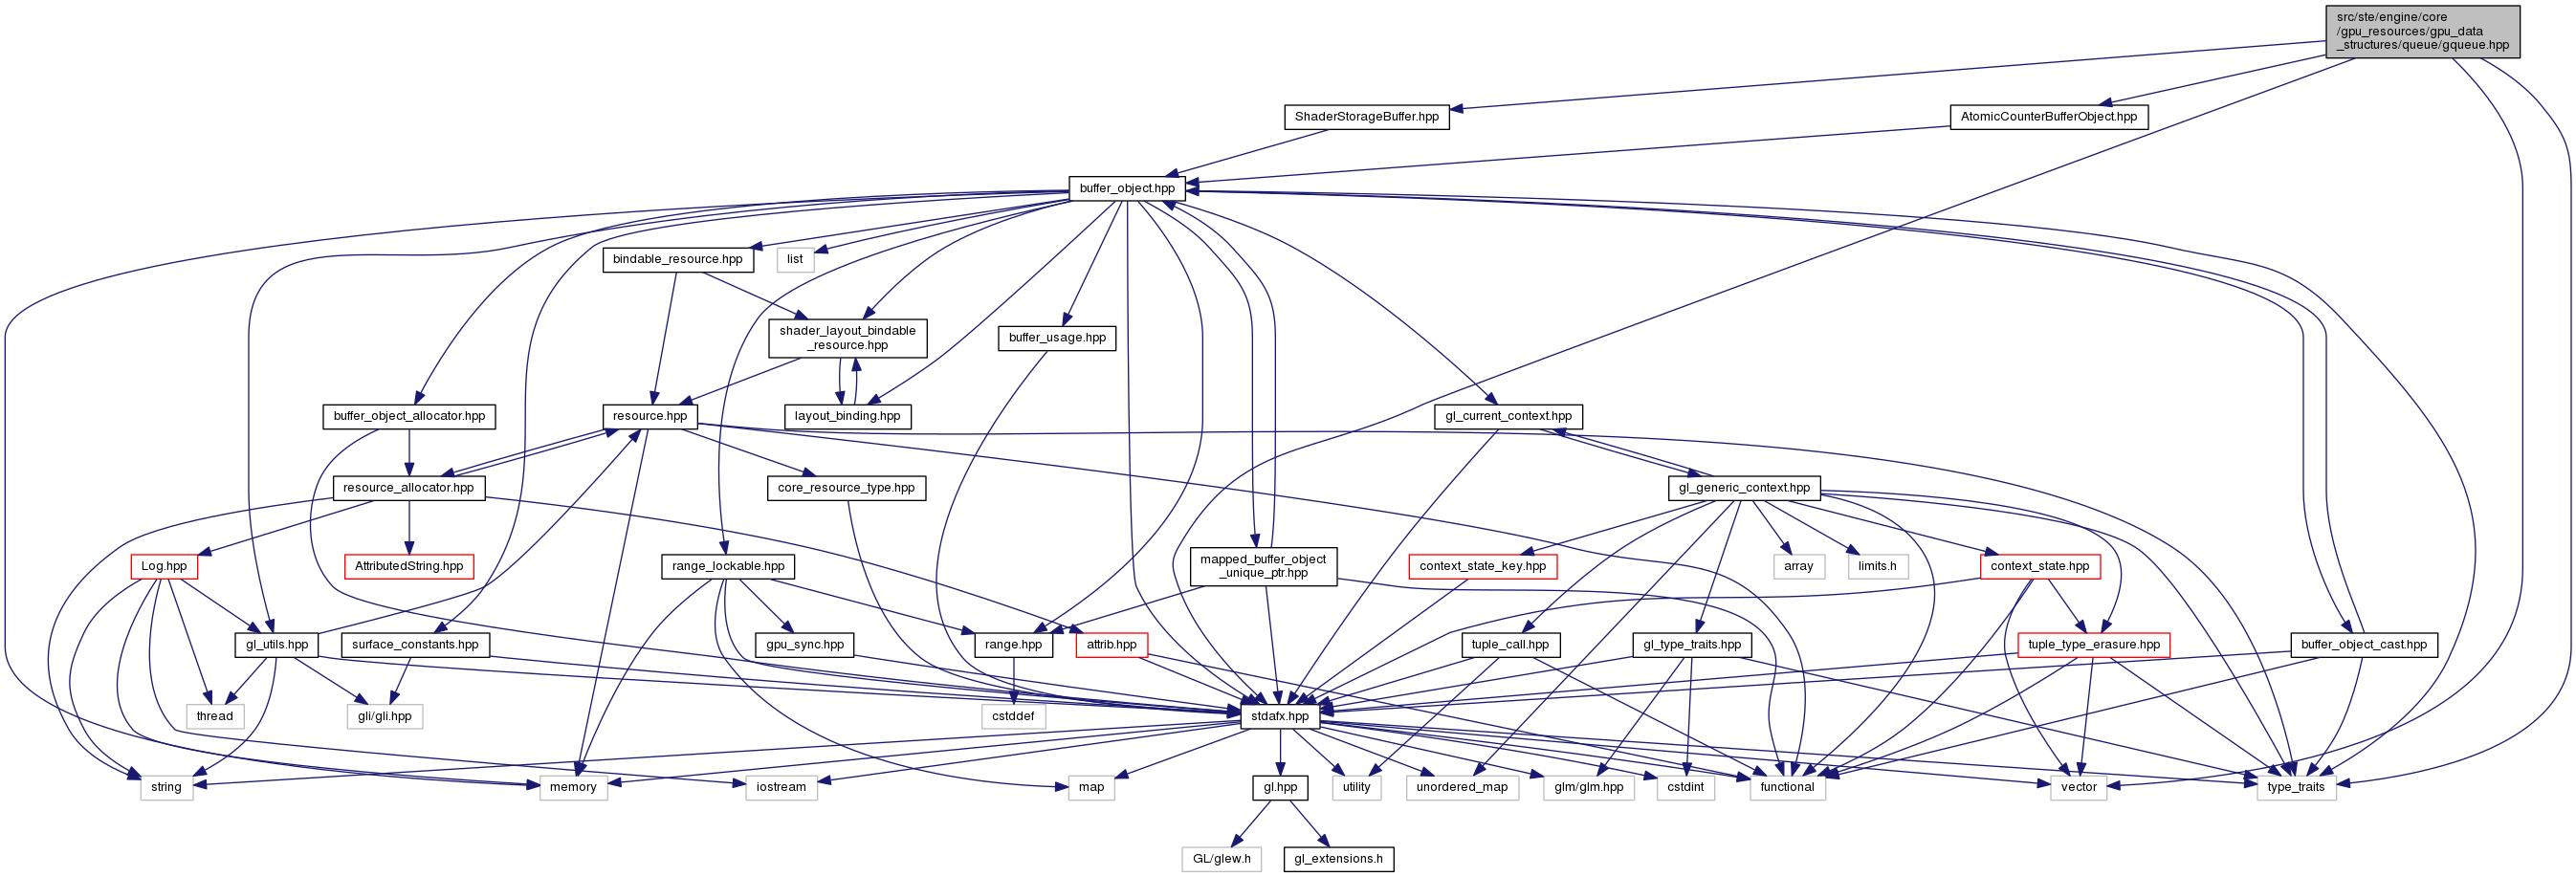 src/ste/engine/core
/gpu_resources/gpu_data
_structures/queue/gqueue.hpp
ShaderStorageBuffer.hpp
AtomicCounterBufferObject.hpp
buffer_object.hpp
bindable_resource.hpp
list
shader_layout_bindable
_resource.hpp
buffer_usage.hpp
buffer_object_allocator.hpp
resource.hpp
layout_binding.hpp
gl_current_context.hpp
resource_allocator.hpp
core_resource_type.hpp
gl_generic_context.hpp
Log.hpp
AttributedString.hpp
range_lockable.hpp
mapped_buffer_object
_unique_ptr.hpp
context_state_key.hpp
array
limits.h
context_state.hpp
gl_utils.hpp
surface_constants.hpp
gpu_sync.hpp
range.hpp
attrib.hpp
tuple_call.hpp
gl_type_traits.hpp
tuple_type_erasure.hpp
buffer_object_cast.hpp
thread
gli/gli.hpp
cstddef
stdafx.hpp
string
memory
iostream
map
gl.hpp
utility
unordered_map
glm/glm.hpp
cstdint
functional
vector
type_traits
GL/glew.h
gl_extensions.h